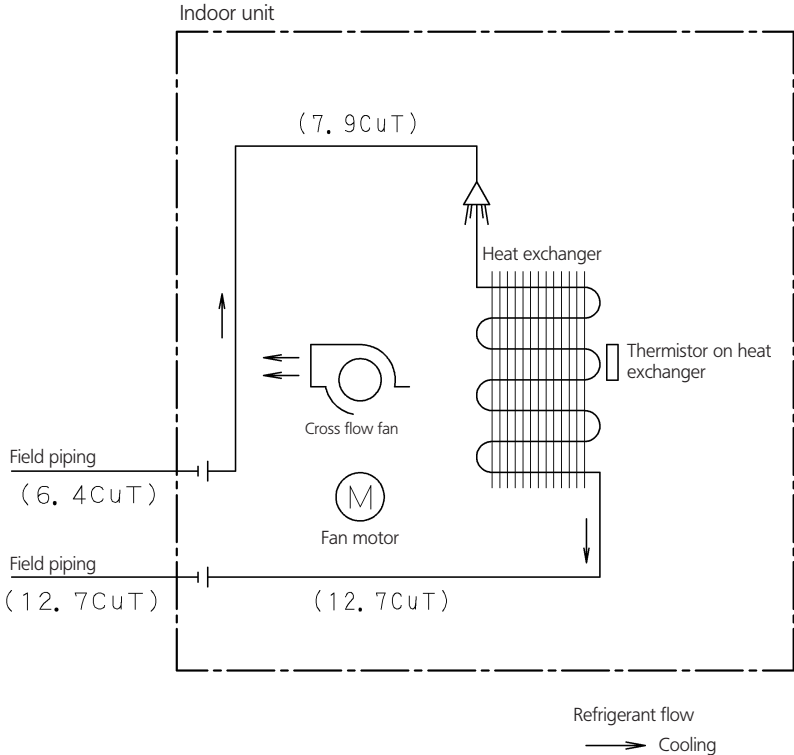 Indoor unit
(7.9CuT)
Heat exchanger
Thermistor on heat
exchanger
Cross flow fan
Field piping
(6.4CuT)
M
Fan motor
Field piping
(12.7CuT)
(12.7CuT)
Refrigerant flow
Cooling